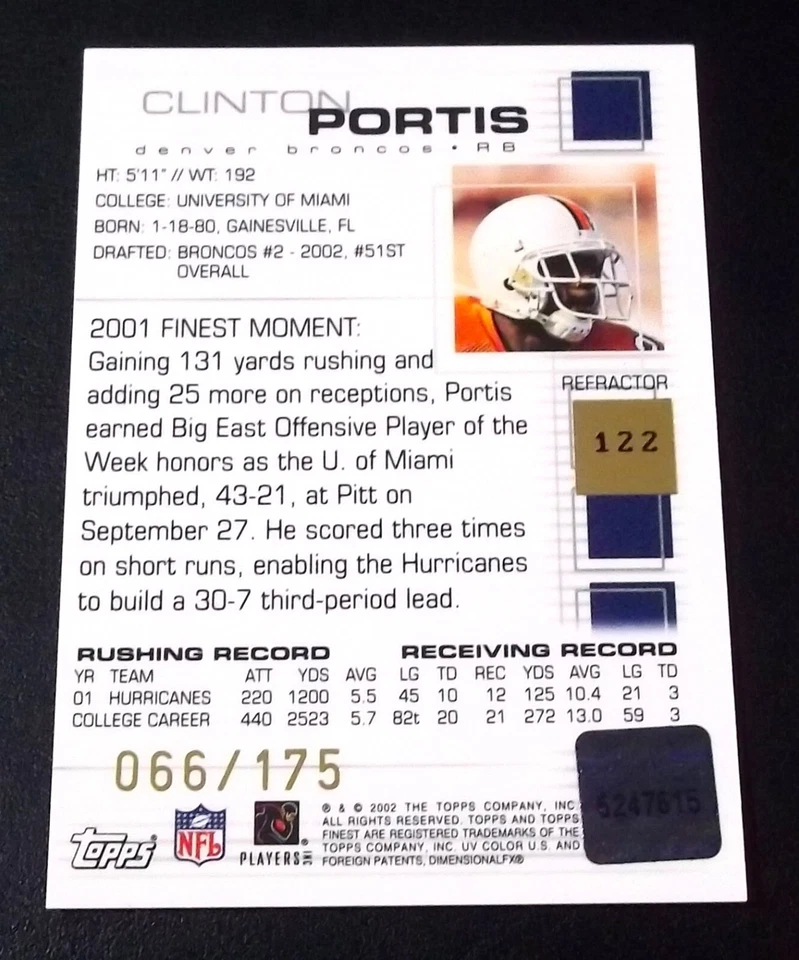 CLINTON
PORTIS
denver broncos • RB
HT: 5'11" // WT: 192
COLLEGE: UNIVERSITY OF MIAMI
BORN: 1-18-80, GAINESVILLE, FL
DRAFTED: BRONCOS #2 - 2002, #51ST
OVERALL
2001 FINEST MOMENT:
Gaining 131 yards rushing and
adding 25 more on receptions, Portis
earned Big East Offensive Player of the
Week honors as the U. of Miami
triumphed, 43-21, at Pitt on
September 27. He scored three times
on short runs, enabling the Hurricanes
to build a 30-7 third-period lead.
REFRACTOR
122
RUSHING RECORD RECEIVING RECORD
YR TEAM ATT YDS AVG LG TD REC YDS AVG LG TD
01 HURRICANES 220 1200 5.5 45 10 12 125 10.4 21 3
COLLEGE CAREER 440 2523 5.7 82t 20 21 272 13.0 59 3
066/175
Topps®
NFL
PLAYERS INC ®
® & © 2002 THE TOPPS COMPANY, INC.
ALL RIGHTS RESERVED. TOPPS AND TOPPS
FINEST ARE REGISTERED TRADEMARKS OF THE
TOPPS COMPANY, INC. UV COLOR U.S. AND
FOREIGN PATENTS, DIMENSIONALFX®
5247615